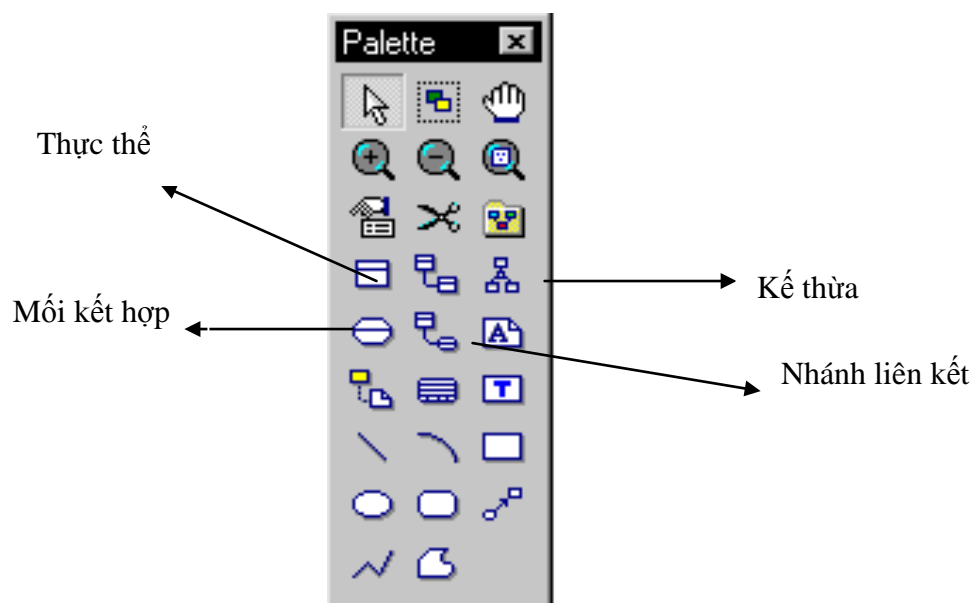 Palette
Thực thể
Kế thừa
Mối kết hợp
Nhánh liên kết
A
T